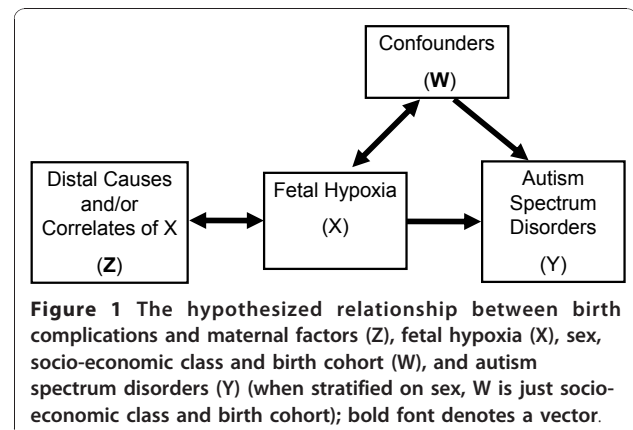 Confounders
(W)
Distal Causes
and/or
Correlates of X
(Z)
Fetal Hypoxia
(X)
Autism
Spectrum
Disorders
(Y)
Figure 1 The hypothesized relationship between birth
complications and maternal factors (Z), fetal hypoxia (X), sex,
socio-economic class and birth cohort (W), and autism
spectrum disorders (Y) (when stratified on sex, W is just socio-
economic class and birth cohort); bold font denotes a vector.